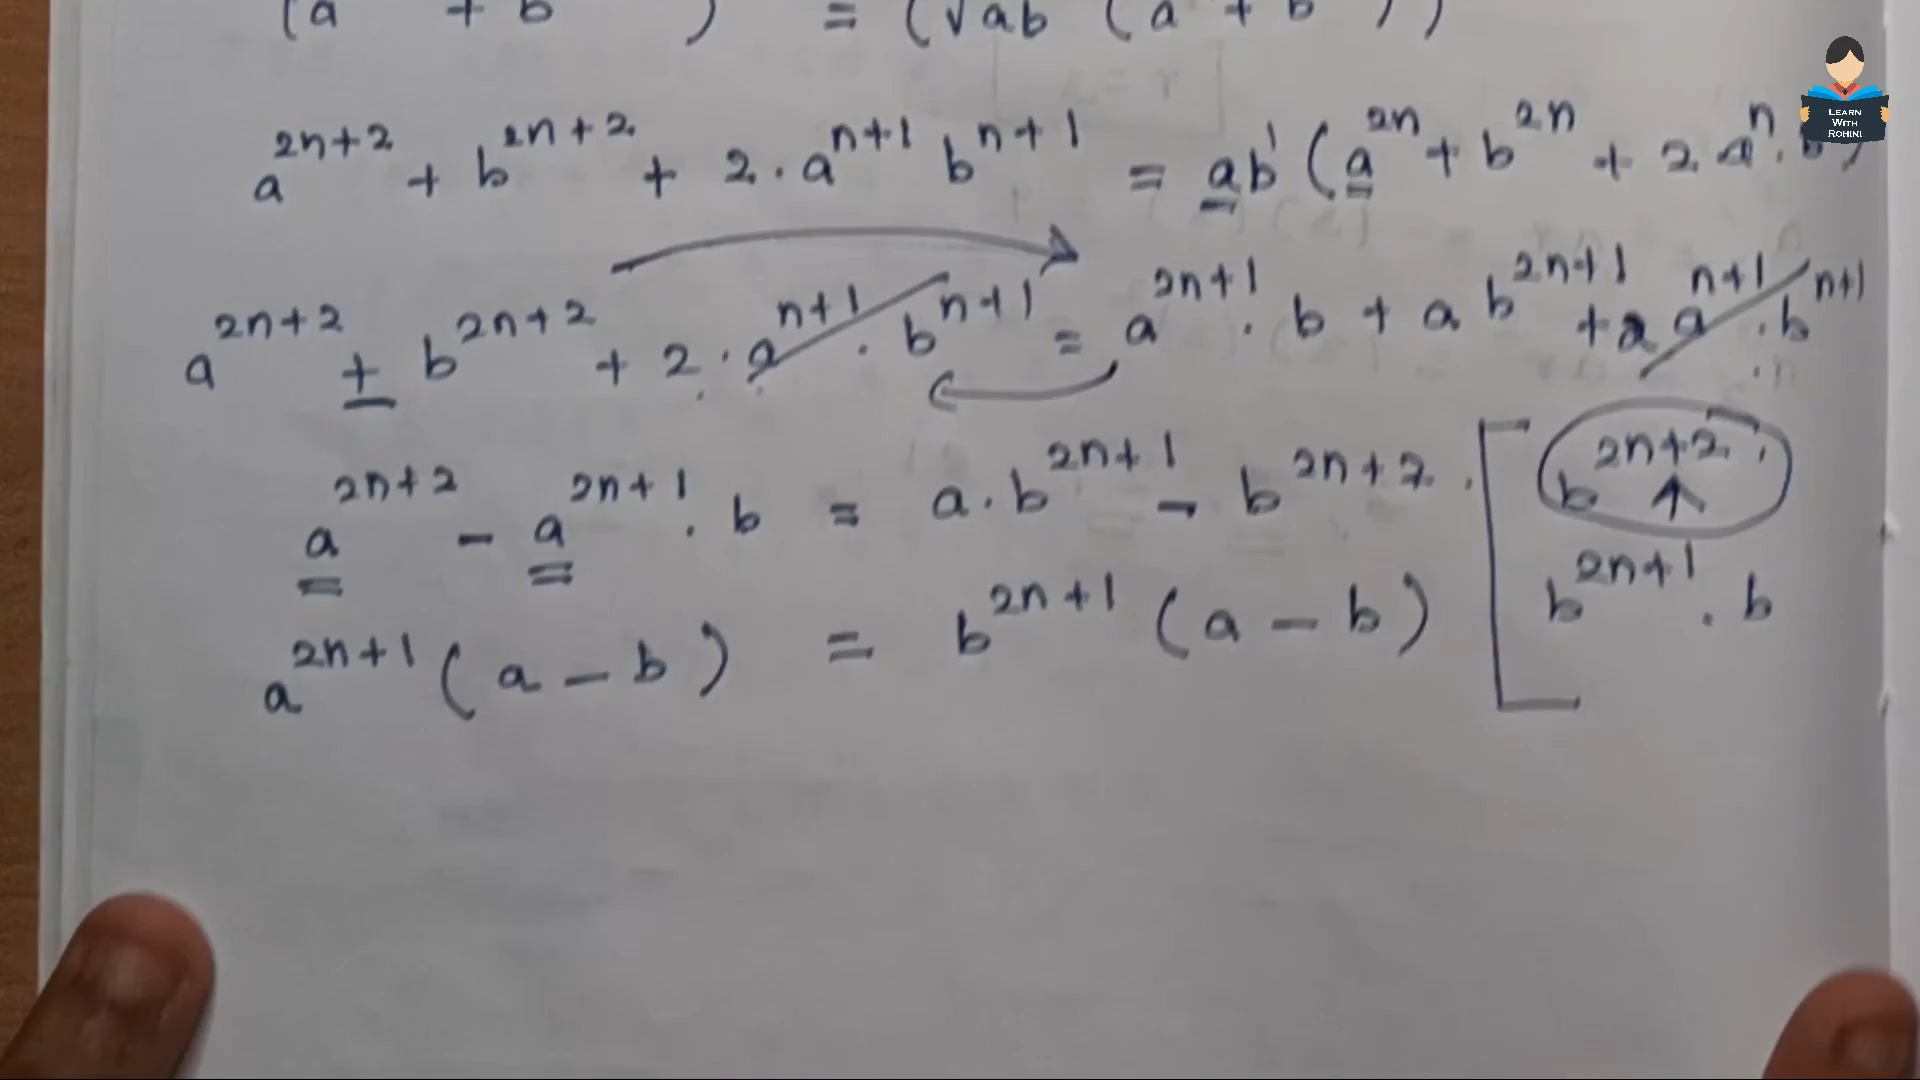 (a + b ) = (√ab (a + b ))
a^{2n+2} + b^{2n+2} + 2 · a^{n+1} b^{n+1} = ab^{1} (a^{2n} + b^{2n} + 2 · a^{n} · b )
a^{2n+2} + b^{2n+2} + 2 · a^{n+1} · b^{n+1} = a^{2n+1} · b + a b^{2n+1} + 2 a^{n+1} · b^{n+1}
a^{2n+2} - a^{2n+1} · b = a · b^{2n+1} - b^{2n+2} · [ b^{2n+2}
b^{2n+1} · b
a^{2n+1} (a - b) = b^{2n+1} (a - b)
LEARN
WITH
ROHINI